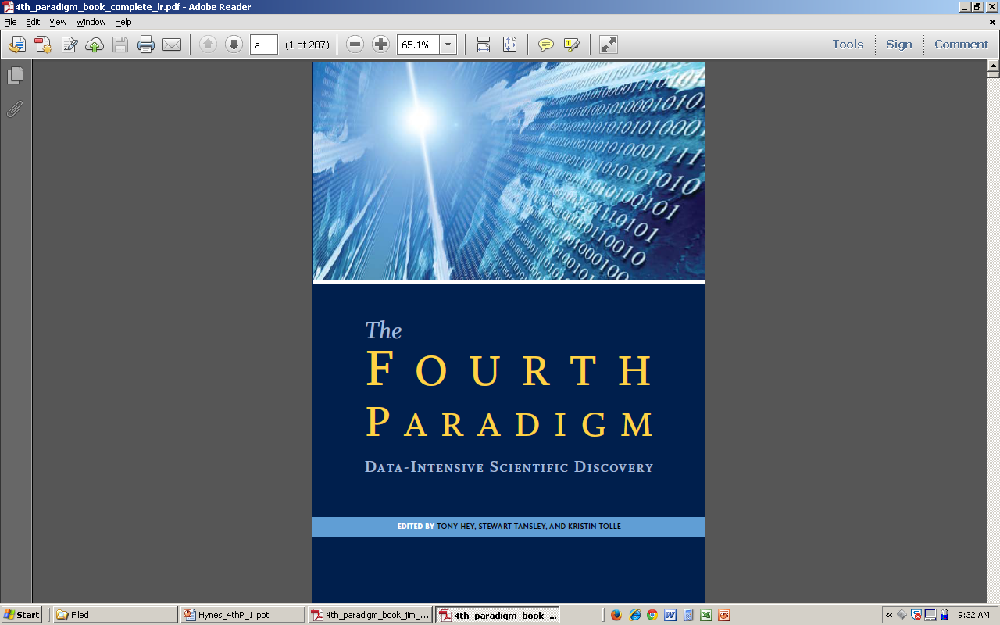 4th_paradigm_book_complete_lr.pdf - Adobe Reader
File Edit View Window Help
a (1 of 287) 65.1% Tools Sign Comment
The
FOURTH
PARADIGM
DATA-INTENSIVE SCIENTIFIC DISCOVERY
EDITED BY TONY HEY, STEWART TANSLEY, AND KRISTIN TOLLE
Start Filed Hynes_4thP_1.ppt 4th_paradigm_book_jim_... 4th_paradigm_book_... 9:32 AM